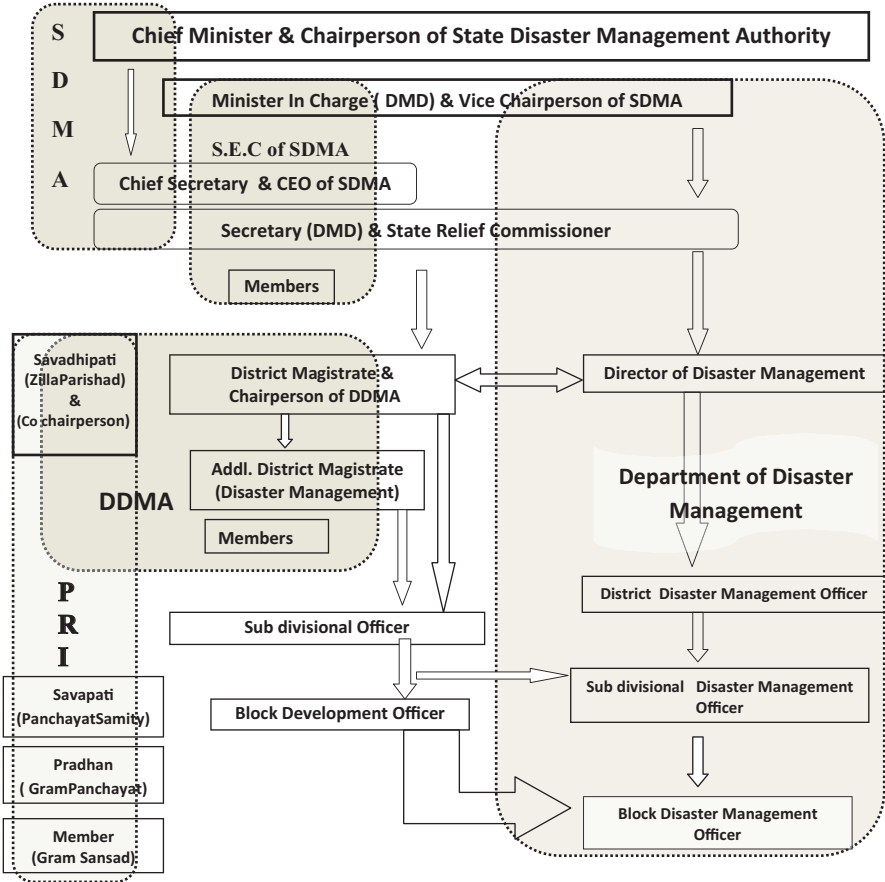 S
D
M
A
Chief Minister & Chairperson of State Disaster Management Authority
Minister In Charge ( DMD) & Vice Chairperson of SDMA
S.E.C of SDMA
Chief Secretary & CEO of SDMA
Secretary (DMD) & State Relief Commissioner
Members
Savadhipati
(ZillaParishad)
&
(Co chairperson)
District Magistrate &
Chairperson of DDMA
Director of Disaster Management
Addl. District Magistrate
(Disaster Management)
DDMA
Members
Department of Disaster
Management
P
R
I
District Disaster Management Officer
Sub divisional Officer
Sub divisional Disaster Management
Officer
Savapati
(PanchayatSamity)
Block Development Officer
Pradhan
( GramPanchayat)
Block Disaster Management
Officer
Member
(Gram Sansad)